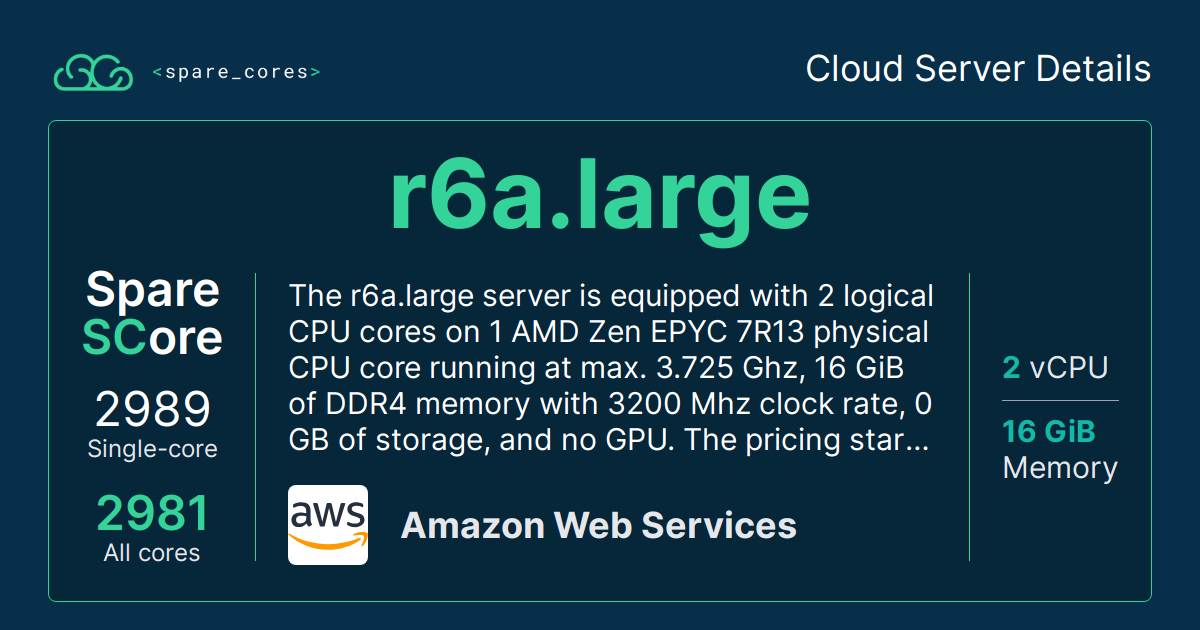 <spare_cores>
Cloud Server Details
r6a.large
Spare
SCore
2989
Single-core
2981
All cores
The r6a.large server is equipped with 2 logical
CPU cores on 1 AMD Zen EPYC 7R13 physical
CPU core running at max. 3.725 Ghz, 16 GiB
of DDR4 memory with 3200 Mhz clock rate, 0
GB of storage, and no GPU. The pricing star...
aws
Amazon Web Services
2 vCPU
16 GiB
Memory